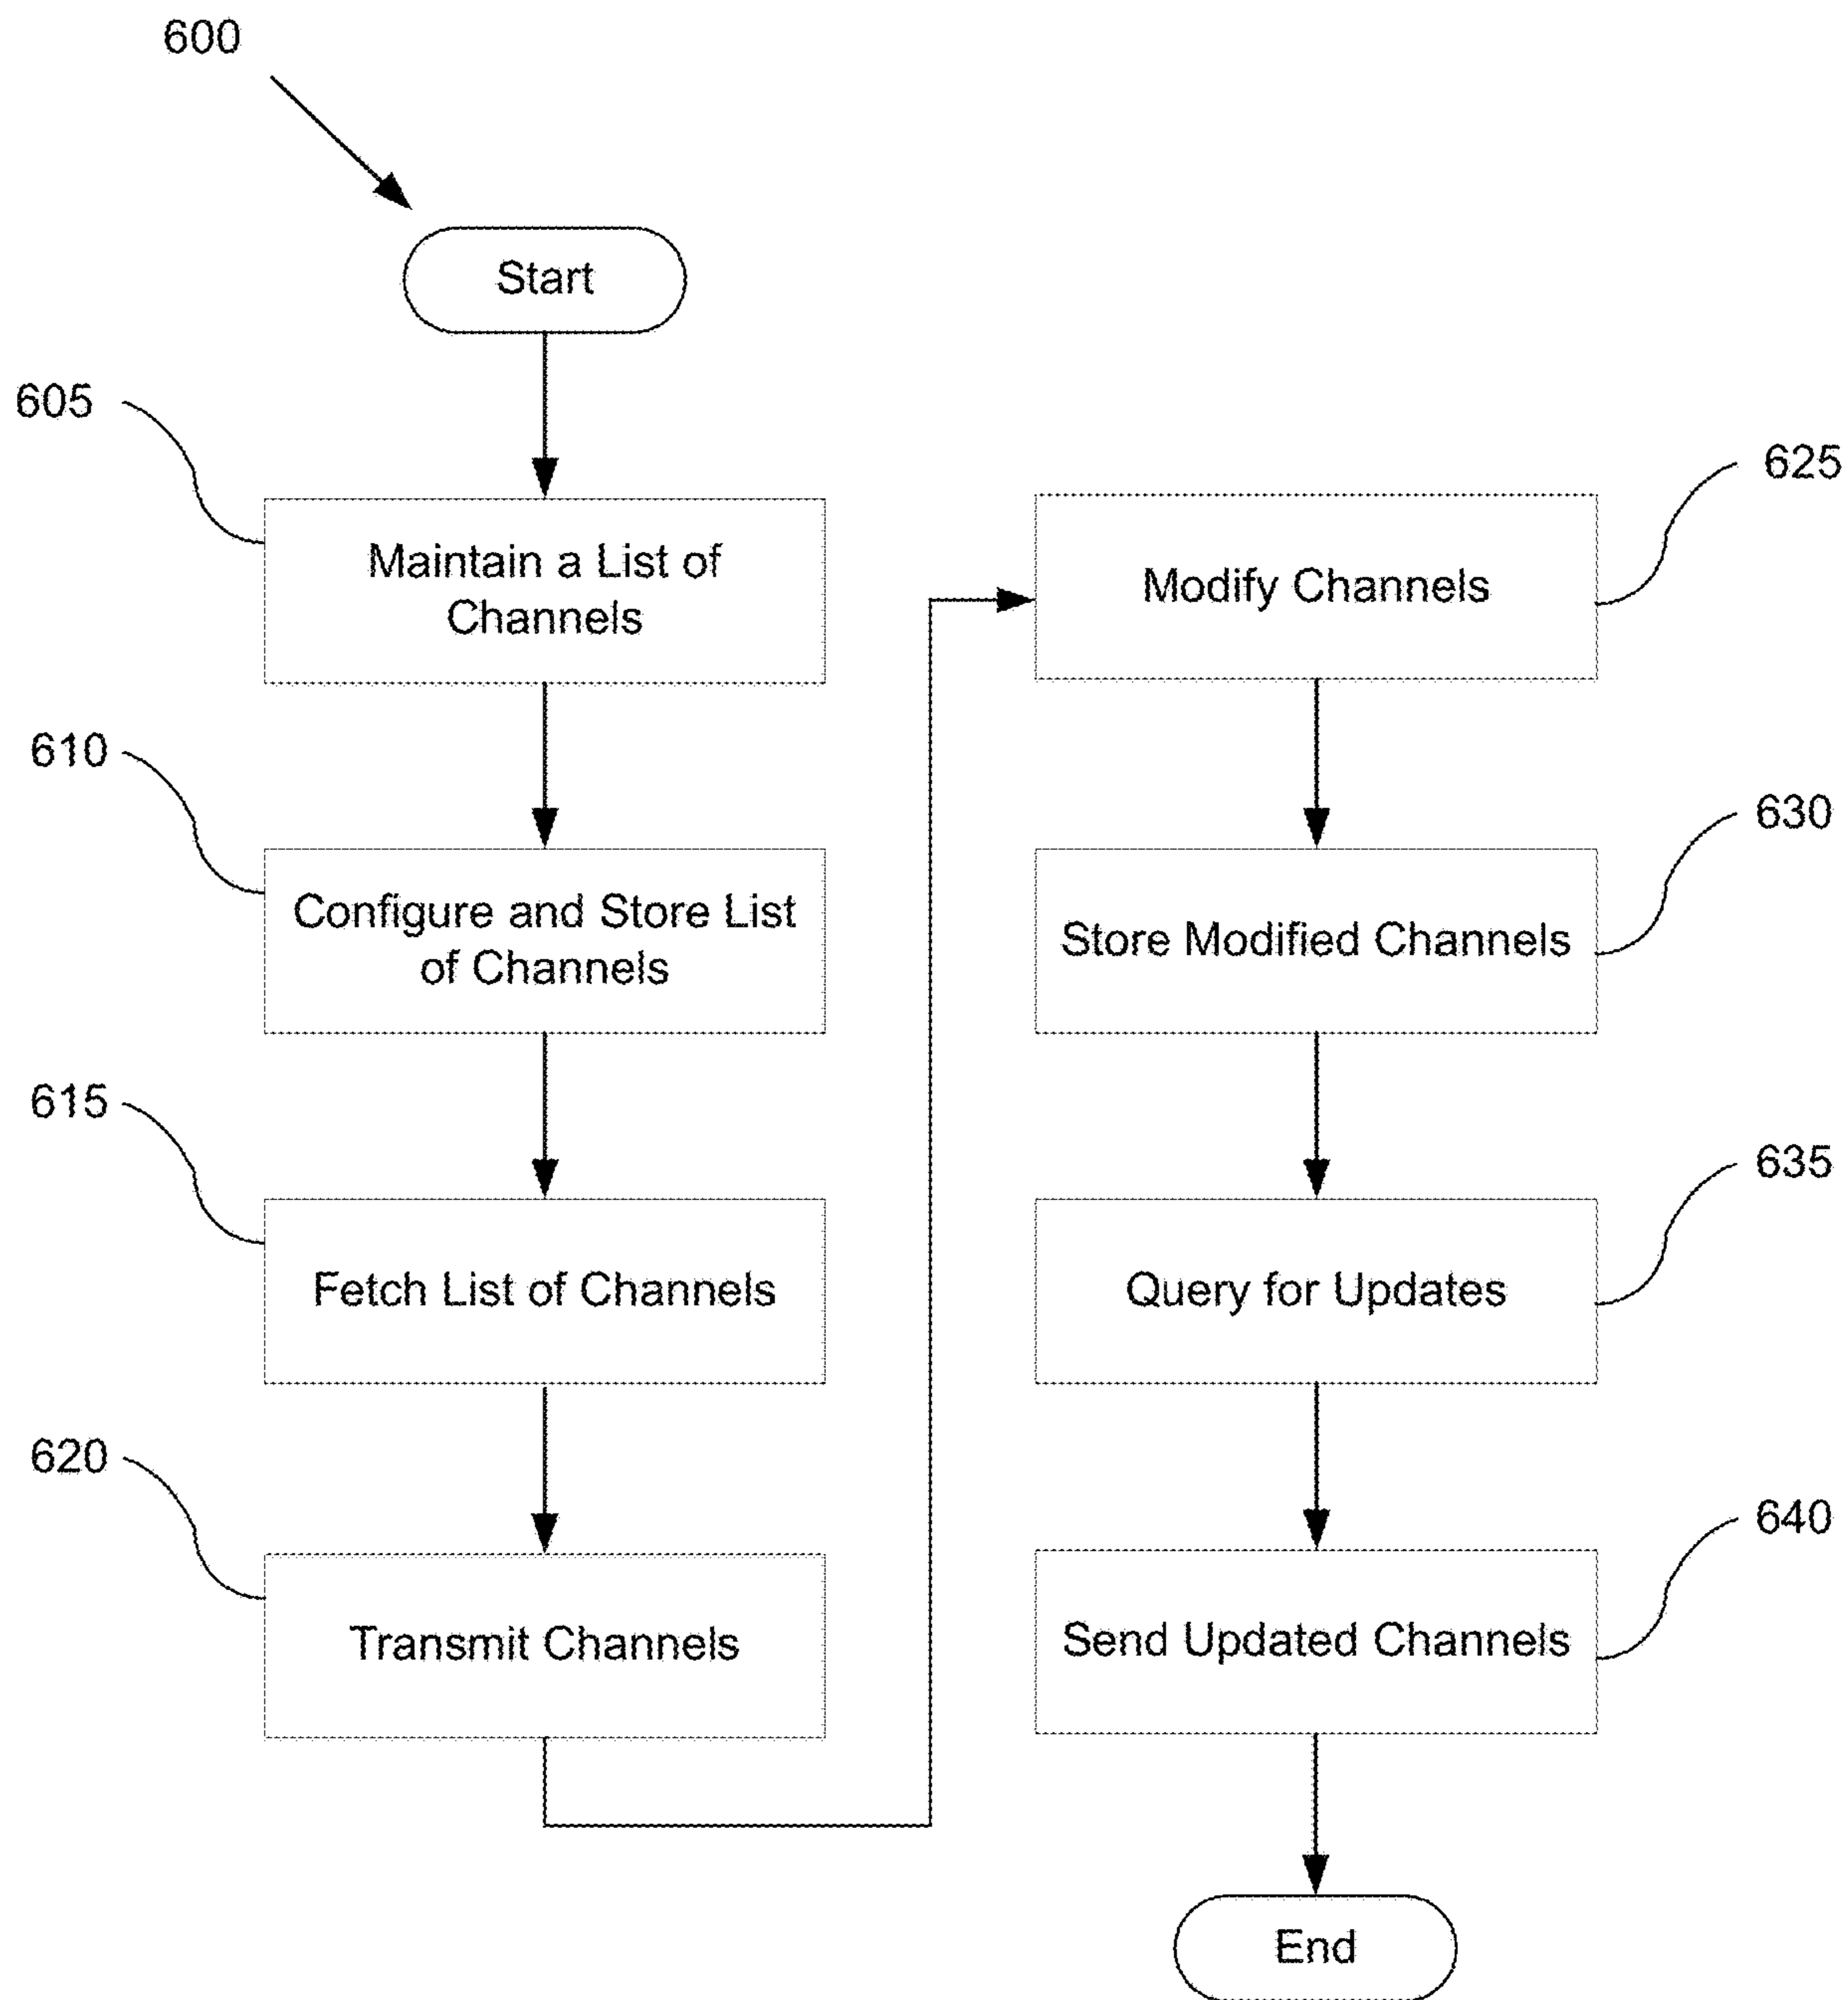 600
Start
605
Maintain a List of
Channels
610
Configure and Store List
of Channels
615
Fetch List of Channels
620
Transmit Channels
625
Modify Channels
630
Store Modified Channels
635
Query for Updates
640
Send Updated Channels
End